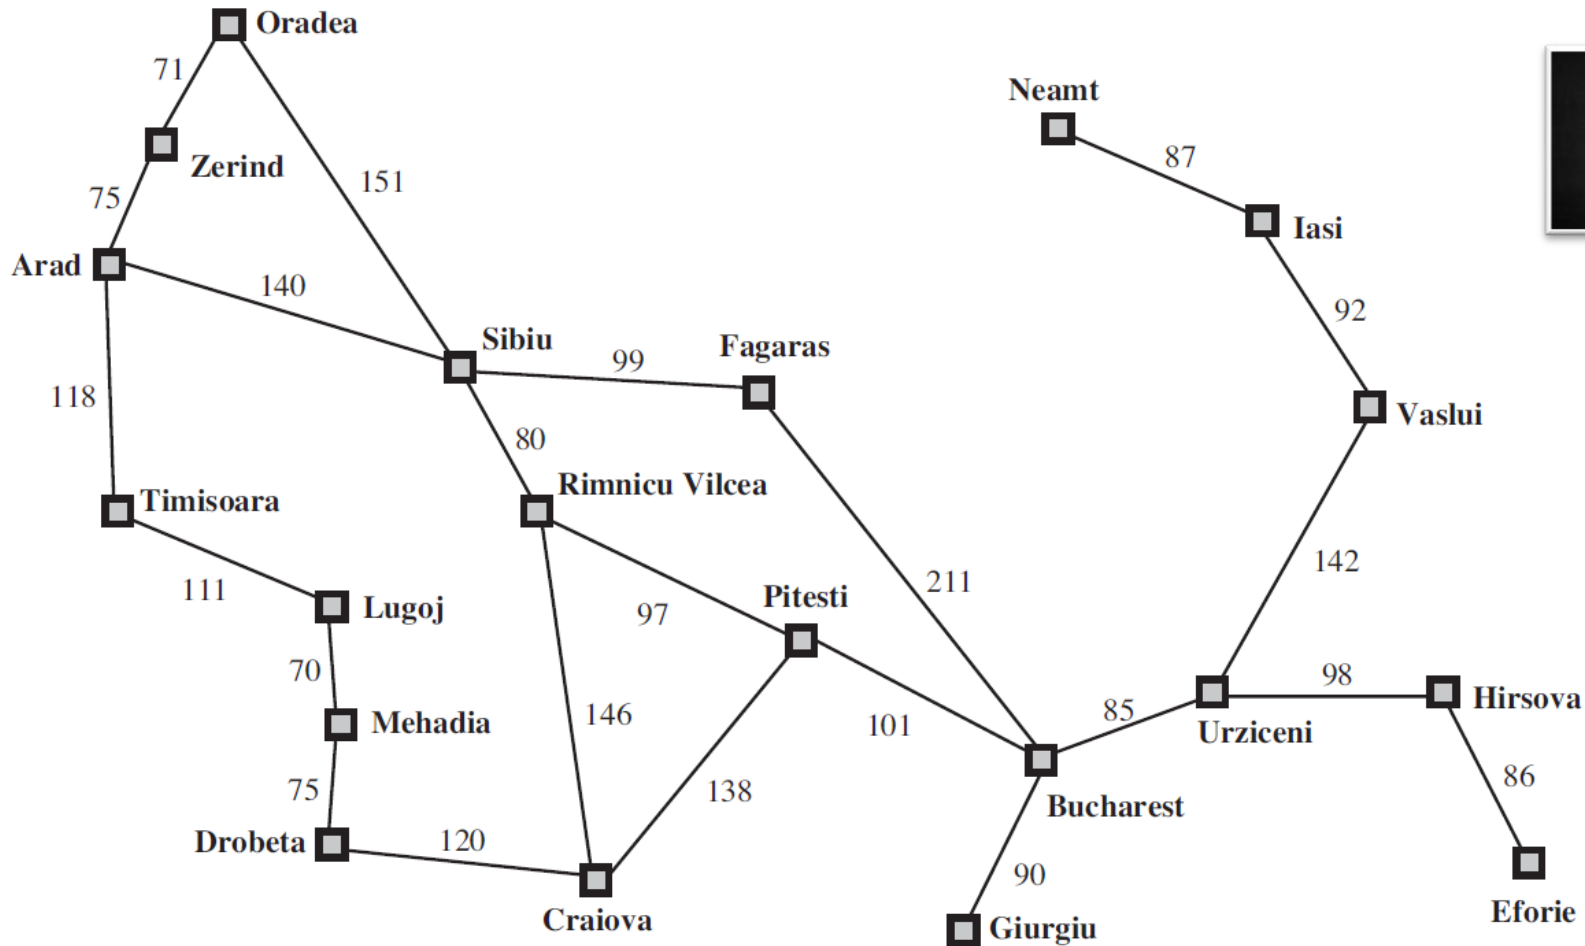 Oradea
71
Neamt
87
Zerind
151
75
Iasi
Arad
140
92
Sibiu
Fagaras
99
118
Vaslui
80
Rimnicu Vilcea
Timisoara
142
211
111
Pitesti
Lugoj
97
70
98
Hirsova
146
85
Mehadia
101
Urziceni
86
75
138
Bucharest
Drobeta
120
90
Eforie
Craiova
Giurgiu